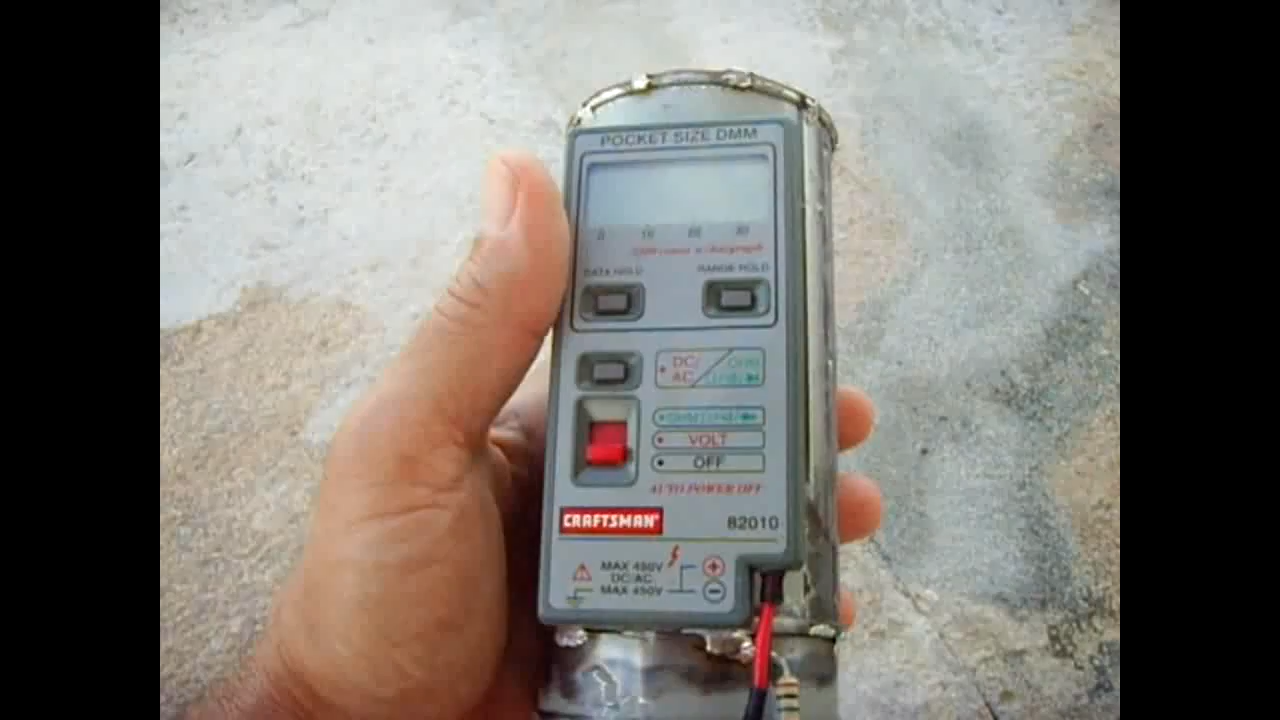 POCKET SIZE DMM
DATA HOLD RANGE HOLD
DC/ OHM
AC
VOLT
OFF
AUTO POWER OFF
CRAFTSMAN 82010
MAX 450V +
DC/AC
MAX 450V −